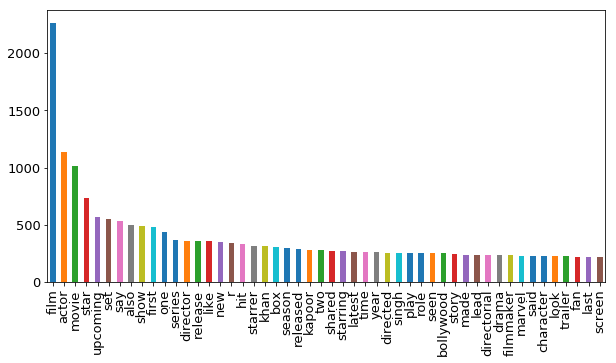 2000
1500
1000
500
0
film
actor
movie
star
upcoming
set
say
also
show
first
one
series
director
release
like
new
r
hit
starrer
khan
box
season
released
kapoor
two
shared
starring
latest
time
year
directed
singh
play
role
seen
bollywood
story
made
lead
directorial
drama
filmmaker
marvel
said
character
look
trailer
fan
last
screen